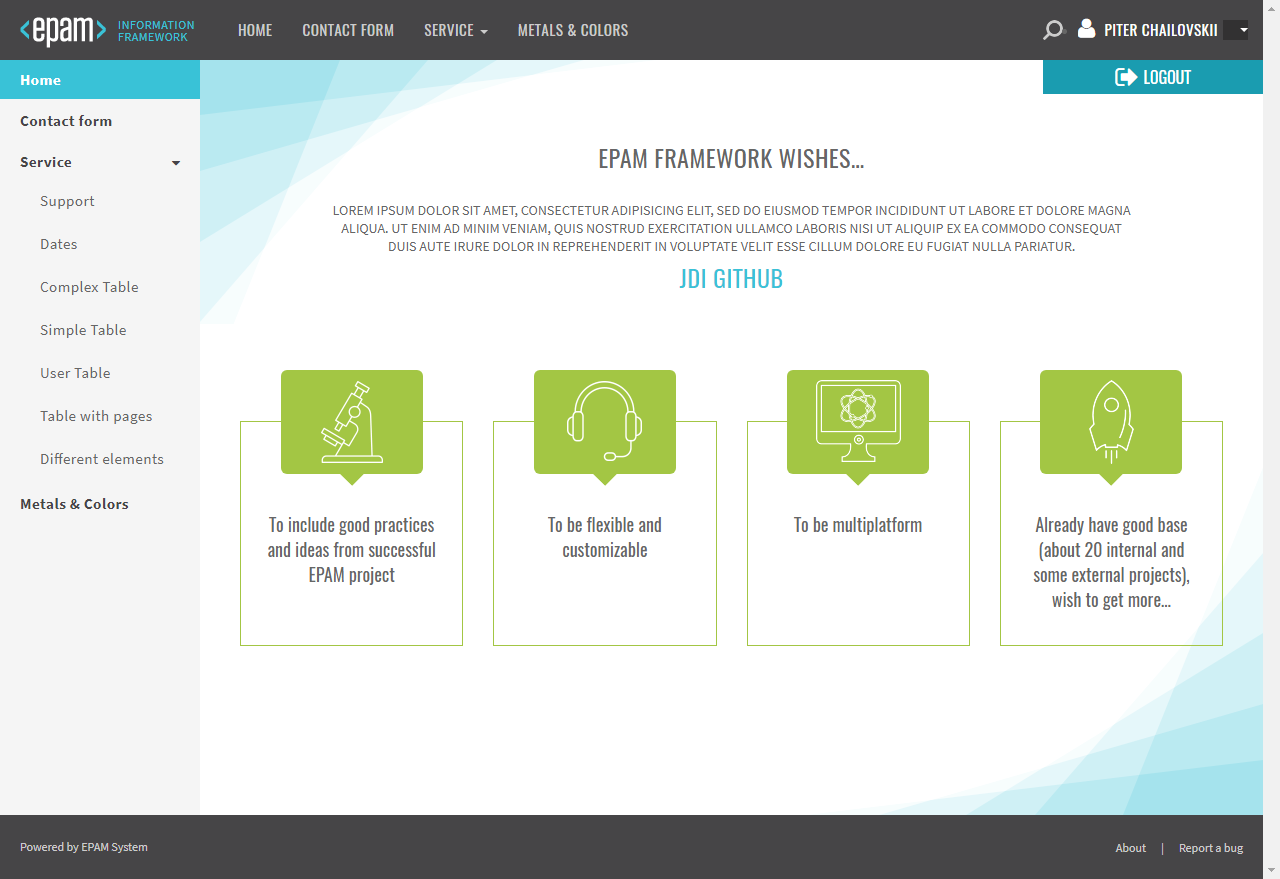 epam
INFORMATION
FRAMEWORK
HOME
CONTACT FORM
SERVICE
METALS & COLORS
PITER CHAILOVSKII
LOGOUT
Home
Contact form
Service
Support
Dates
Complex Table
Simple Table
User Table
Table with pages
Different elements
Metals & Colors
EPAM FRAMEWORK WISHES...
LOREM IPSUM DOLOR SIT AMET, CONSECTETUR ADIPISICING ELIT, SED DO EIUSMOD TEMPOR INCIDIDUNT UT LABORE ET DOLORE MAGNA
ALIQUA. UT ENIM AD MINIM VENIAM, QUIS NOSTRUD EXERCITATION ULLAMCO LABORIS NISI UT ALIQUIP EX EA COMMODO CONSEQUAT
DUIS AUTE IRURE DOLOR IN REPREHENDERIT IN VOLUPTATE VELIT ESSE CILLUM DOLORE EU FUGIAT NULLA PARIATUR.
JDI GITHUB
To include good practices
and ideas from successful
EPAM project
To be flexible and
customizable
To be multiplatform
Already have good base
(about 20 internal and
some external projects),
wish to get more...
Powered by EPAM System
About | Report a bug